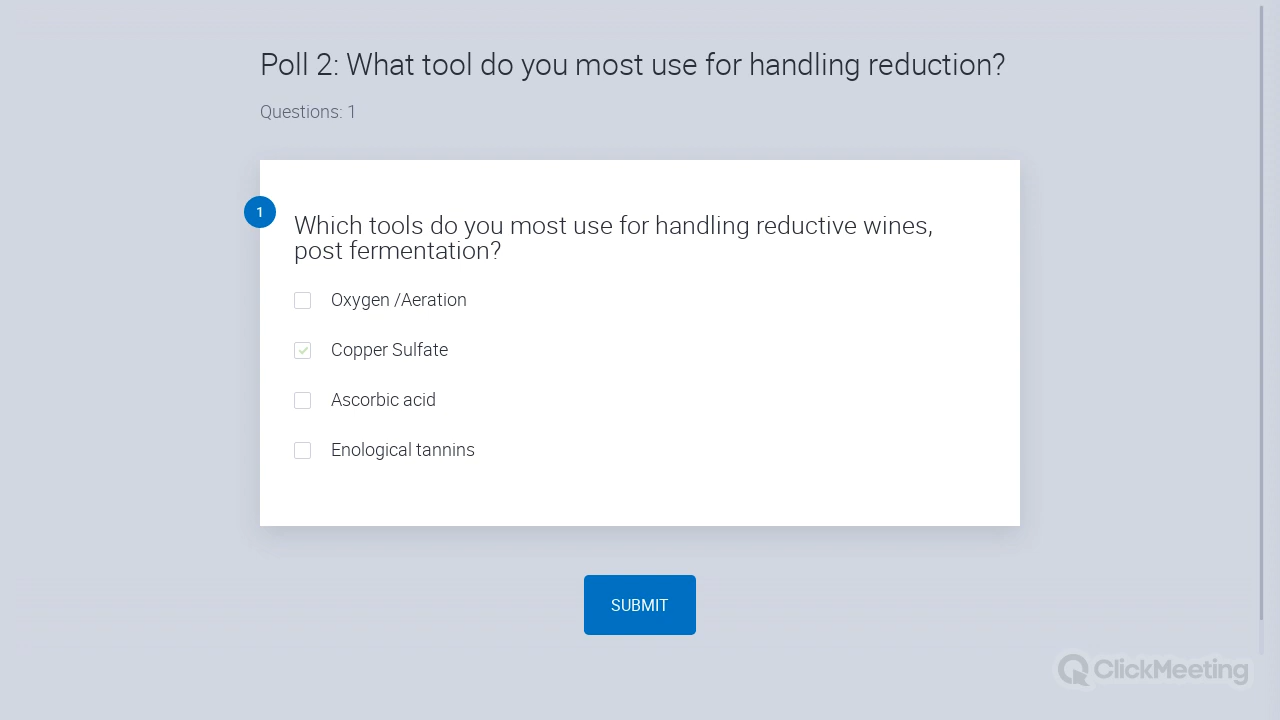 Poll 2: What tool do you most use for handling reduction?
Questions: 1
1
Which tools do you most use for handling reductive wines,
post fermentation?
Oxygen /Aeration
Copper Sulfate
Ascorbic acid
Enological tannins
SUBMIT
ClickMeeting